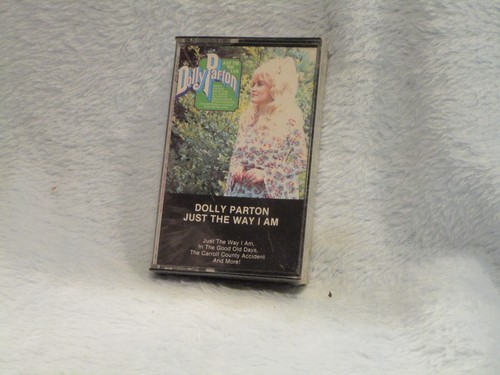 Dolly Parton
DOLLY PARTON
JUST THE WAY I AM
Just The Way I Am,
In The Good Old Days,
The Carroll County Accident
And More!